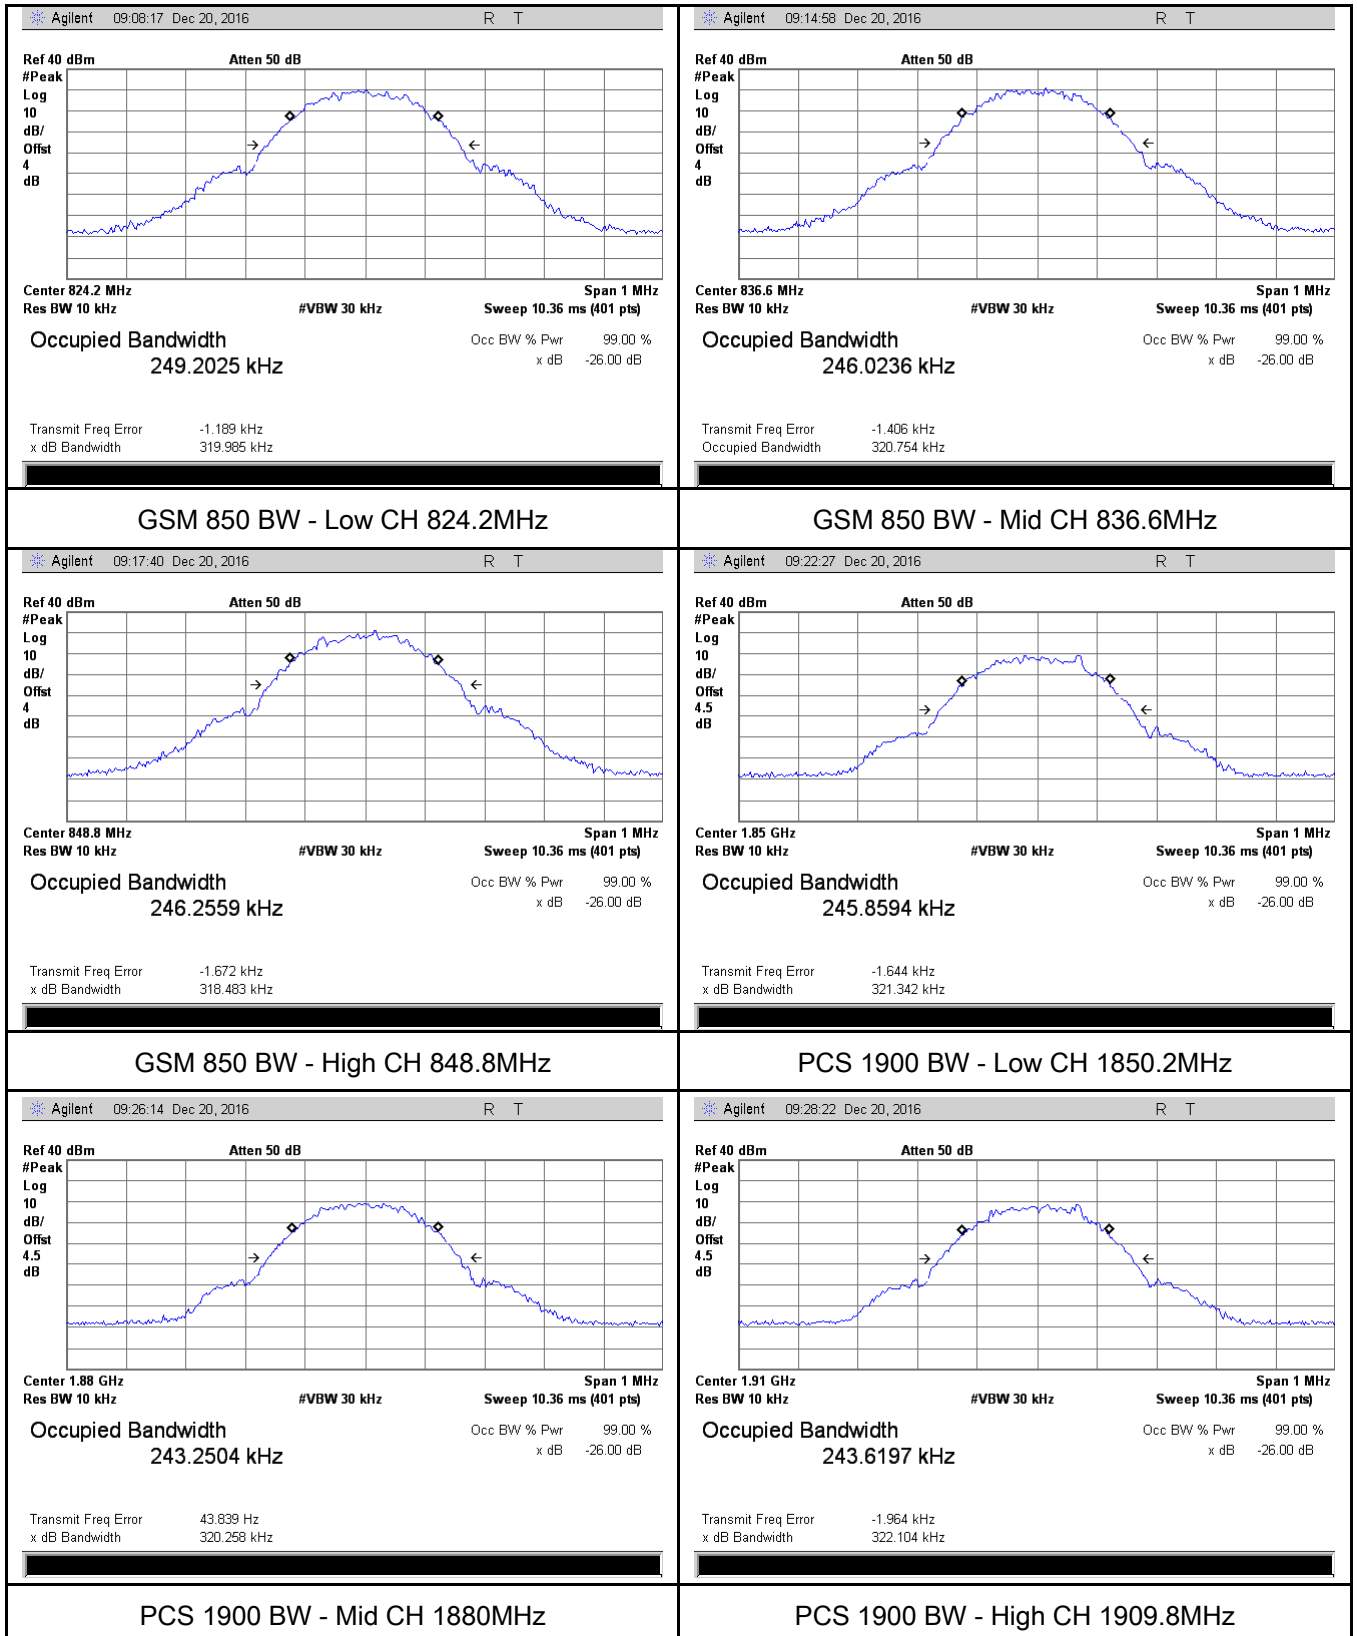 Agilent 09:08:17 Dec 20, 2016 R T
Ref 40 dBm Atten 50 dB
#Peak
Log
10
dB/
Offst
4
dB
Center 824.2 MHz Span 1 MHz
Res BW 10 kHz #VBW 30 kHz Sweep 10.36 ms (401 pts)
Occupied Bandwidth Occ BW % Pwr 99.00 %
249.2025 kHz x dB -26.00 dB
Transmit Freq Error -1.189 kHz
x dB Bandwidth 319.985 kHz
GSM 850 BW - Low CH 824.2MHz
Agilent 09:14:58 Dec 20, 2016 R T
Ref 40 dBm Atten 50 dB
#Peak
Log
10
dB/
Offst
4
dB
Center 836.6 MHz Span 1 MHz
Res BW 10 kHz #VBW 30 kHz Sweep 10.36 ms (401 pts)
Occupied Bandwidth Occ BW % Pwr 99.00 %
246.0236 kHz x dB -26.00 dB
Transmit Freq Error -1.406 kHz
Occupied Bandwidth 320.754 kHz
GSM 850 BW - Mid CH 836.6MHz
Agilent 09:17:40 Dec 20, 2016 R T
Ref 40 dBm Atten 50 dB
#Peak
Log
10
dB/
Offst
4
dB
Center 848.8 MHz Span 1 MHz
Res BW 10 kHz #VBW 30 kHz Sweep 10.36 ms (401 pts)
Occupied Bandwidth Occ BW % Pwr 99.00 %
246.2559 kHz x dB -26.00 dB
Transmit Freq Error -1.672 kHz
x dB Bandwidth 318.483 kHz
GSM 850 BW - High CH 848.8MHz
Agilent 09:22:27 Dec 20, 2016 R T
Ref 40 dBm Atten 50 dB
#Peak
Log
10
dB/
Offst
4.5
dB
Center 1.85 GHz Span 1 MHz
Res BW 10 kHz #VBW 30 kHz Sweep 10.36 ms (401 pts)
Occupied Bandwidth Occ BW % Pwr 99.00 %
245.8594 kHz x dB -26.00 dB
Transmit Freq Error -1.644 kHz
x dB Bandwidth 321.342 kHz
PCS 1900 BW - Low CH 1850.2MHz
Agilent 09:26:14 Dec 20, 2016 R T
Ref 40 dBm Atten 50 dB
#Peak
Log
10
dB/
Offst
4.5
dB
Center 1.88 GHz Span 1 MHz
Res BW 10 kHz #VBW 30 kHz Sweep 10.36 ms (401 pts)
Occupied Bandwidth Occ BW % Pwr 99.00 %
243.2504 kHz x dB -26.00 dB
Transmit Freq Error 43.839 Hz
x dB Bandwidth 320.258 kHz
PCS 1900 BW - Mid CH 1880MHz
Agilent 09:28:22 Dec 20, 2016 R T
Ref 40 dBm Atten 50 dB
#Peak
Log
10
dB/
Offst
4.5
dB
Center 1.91 GHz Span 1 MHz
Res BW 10 kHz #VBW 30 kHz Sweep 10.36 ms (401 pts)
Occupied Bandwidth Occ BW % Pwr 99.00 %
243.6197 kHz x dB -26.00 dB
Transmit Freq Error -1.964 kHz
x dB Bandwidth 322.104 kHz
PCS 1900 BW - High CH 1909.8MHz